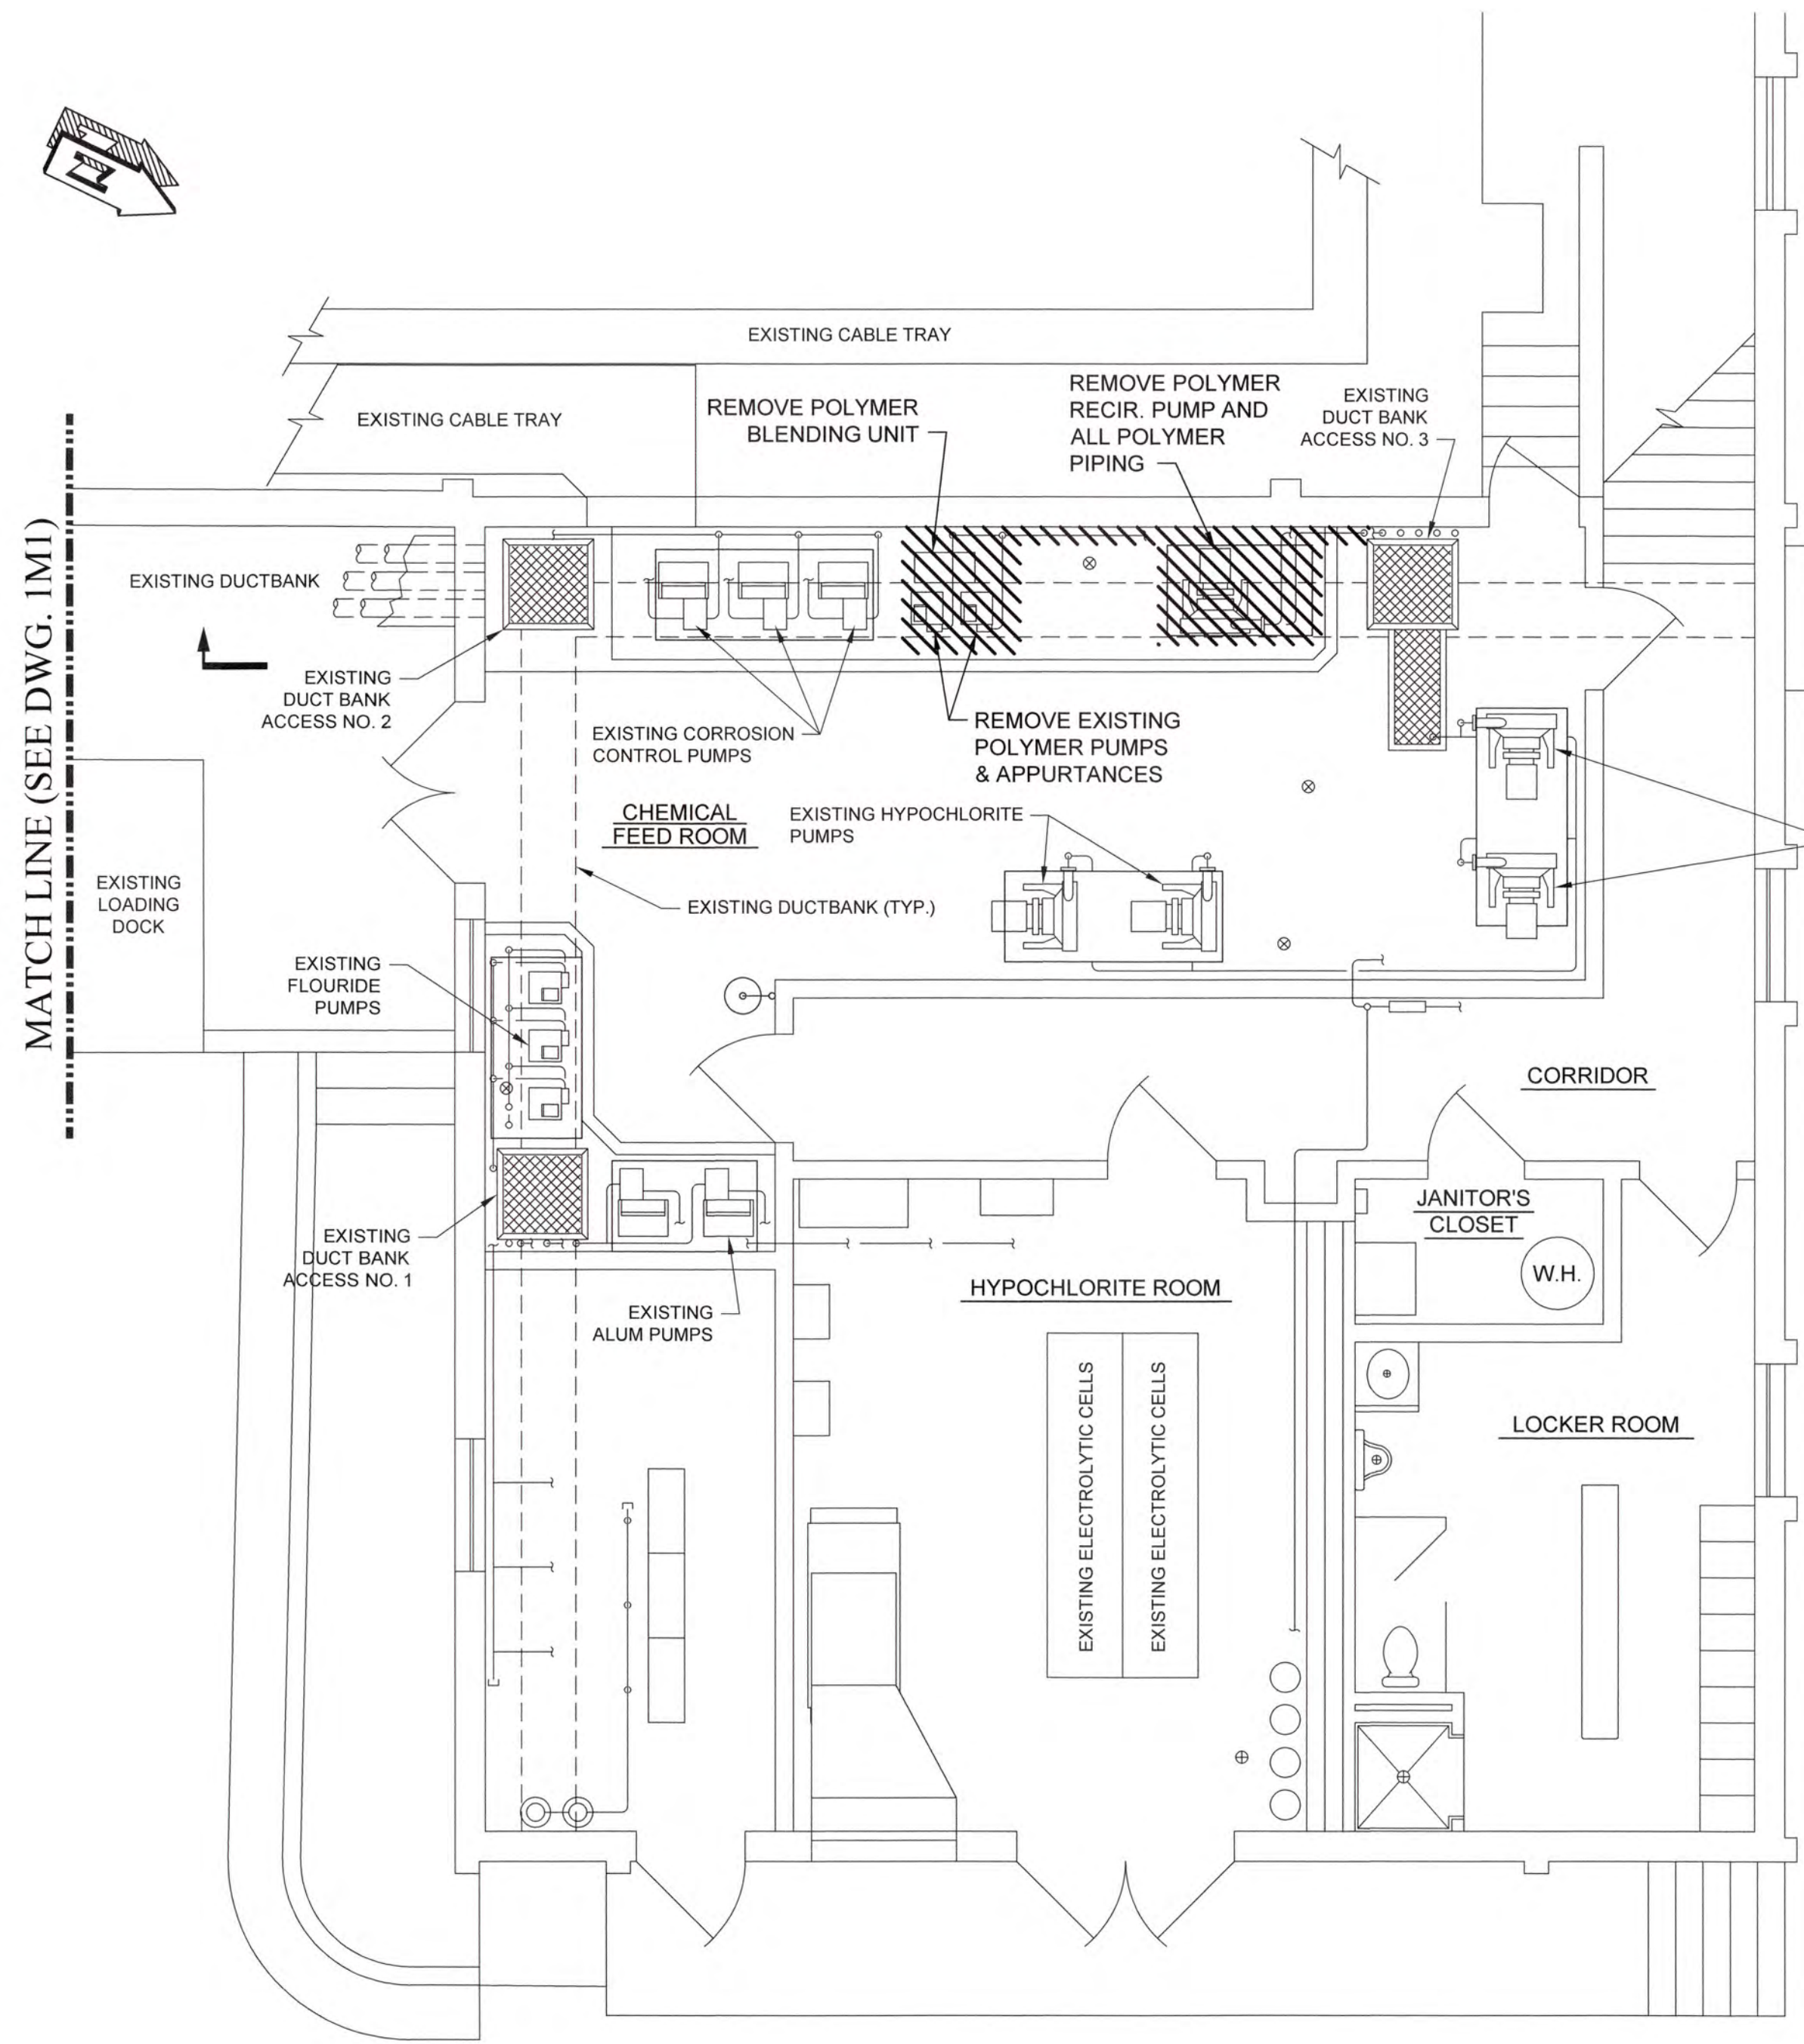 EXISTING CABLE TRAY
EXISTING CABLE TRAY
REMOVE POLYMER
BLENDING UNIT
REMOVE POLYMER
RECIR. PUMP AND
ALL POLYMER
PIPING
EXISTING
DUCT BANK
ACCESS NO. 3
MATCH LINE (SEE DWG. 1M1)
EXISTING DUCTBANK
EXISTING
DUCT BANK
ACCESS NO. 2
EXISTING CORROSION
CONTROL PUMPS
REMOVE EXISTING
POLYMER PUMPS
& APPURTANCES
CHEMICAL
FEED ROOM
EXISTING HYPOCHLORITE
PUMPS
EXISTING
LOADING
DOCK
EXISTING DUCTBANK (TYP.)
EXISTING
FLOURIDE
PUMPS
CORRIDOR
JANITOR'S
CLOSET
W.H.
EXISTING
DUCT BANK
ACCESS NO. 1
EXISTING
ALUM PUMPS
HYPOCHLORITE ROOM
EXISTING ELECTROLYTIC CELLS
EXISTING ELECTROLYTIC CELLS
LOCKER ROOM